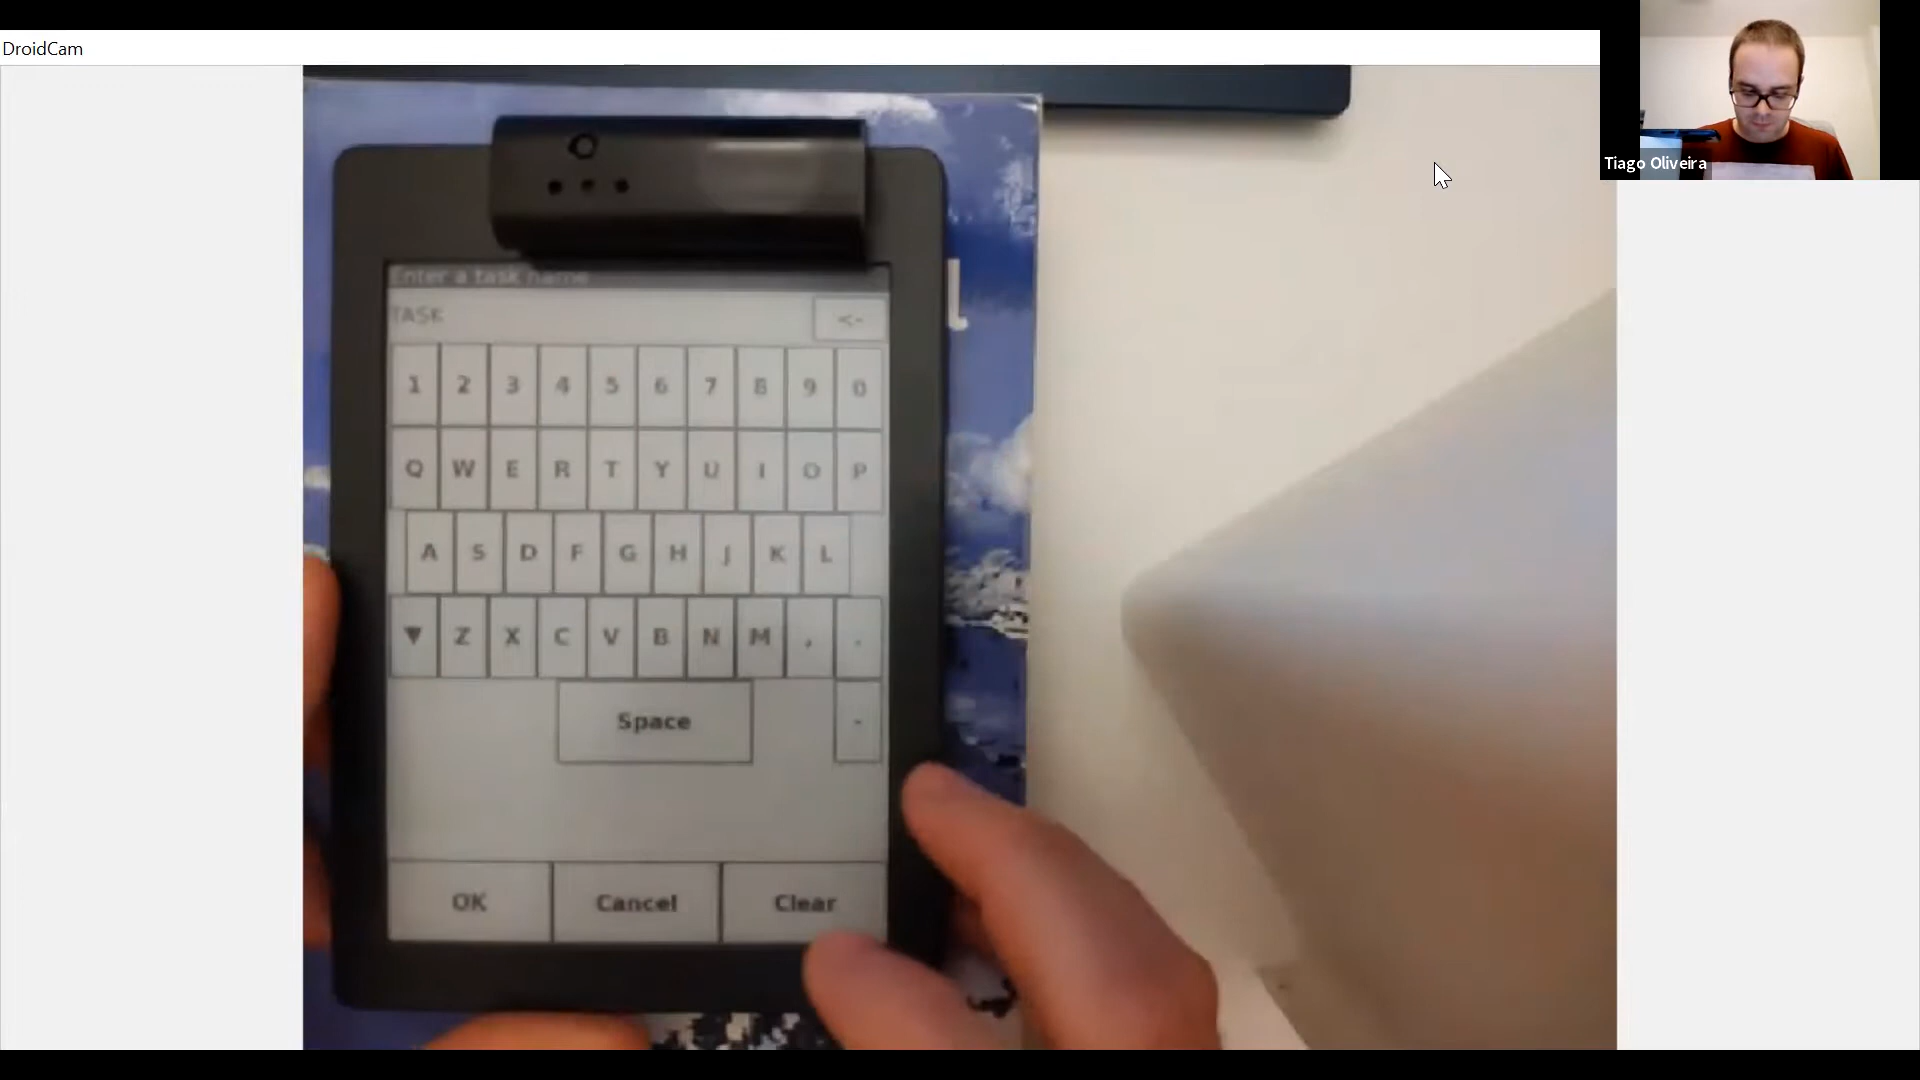 DroidCam
Tiago Oliveira
Enter a task name
TASK
<-
1 2 3 4 5 6 7 8 9 0
Q W E R T Y U I O P
A S D F G H J K L
▼ Z X C V B N M , .
Space -
OK Cancel Clear